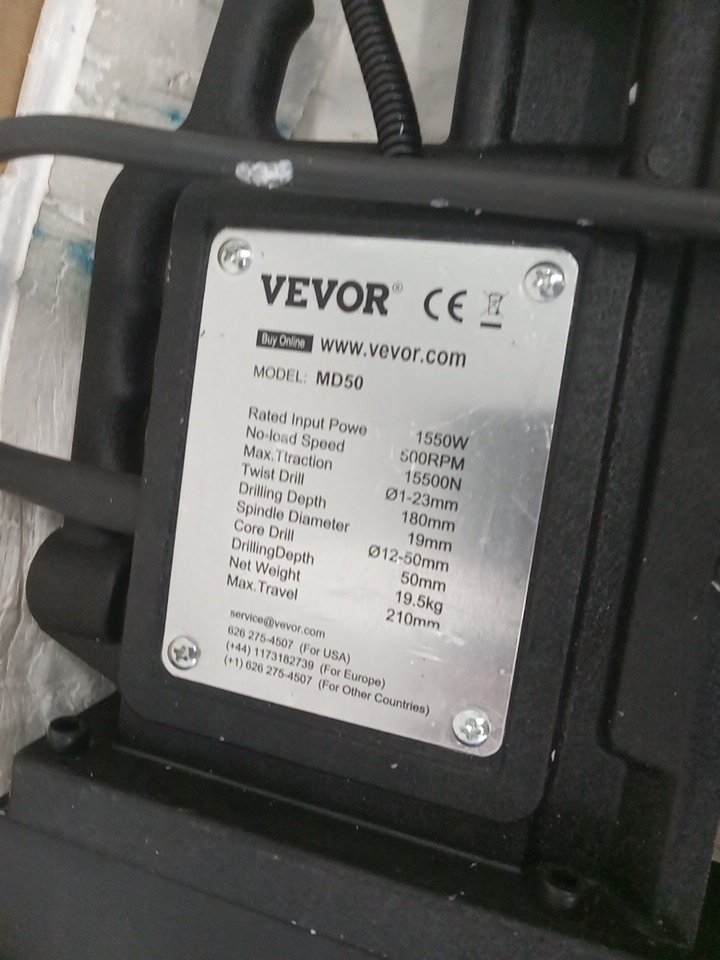 VEVOR® CE
Buy Online www.vevor.com
MODEL: MD50
Rated Input Powe 1550W
No-load Speed 500RPM
Max.Ttraction 15500N
Twist Drill Ø1-23mm
Drilling Depth 180mm
Spindle Diameter 19mm
Core Drill Ø12-50mm
DrillingDepth 50mm
Net Weight 19.5kg
Max.Travel 210mm
service@vevor.com
626 275-4507 (For USA)
(+44) 1173182739 (For Europe)
(+1) 626 275-4507 (For Other Countries)